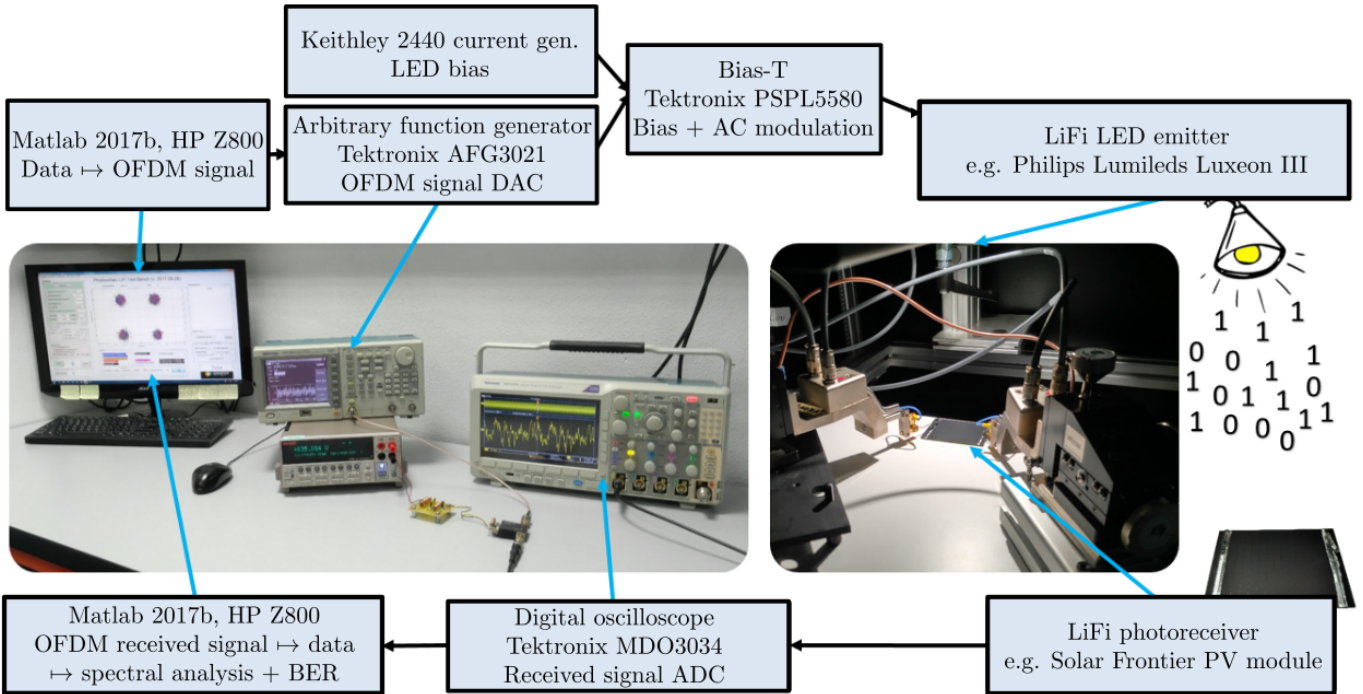 Keithley 2440 current gen.
LED bias
Bias-T
Tektronix PSPL5580
Bias + AC modulation
Matlab 2017b, HP Z800
Data ↦ OFDM signal
Arbitrary function generator
Tektronix AFG3021
OFDM signal DAC
LiFi LED emitter
e.g. Philips Lumileds Luxeon III
1
1
1
0
0
1
1
1
1
0
0
1
1
1
1
1
0
0
0
Matlab 2017b, HP Z800
OFDM received signal ↦ data
↦ spectral analysis + BER
Digital oscilloscope
Tektronix MDO3034
Received signal ADC
LiFi photoreceiver
e.g. Solar Frontier PV module